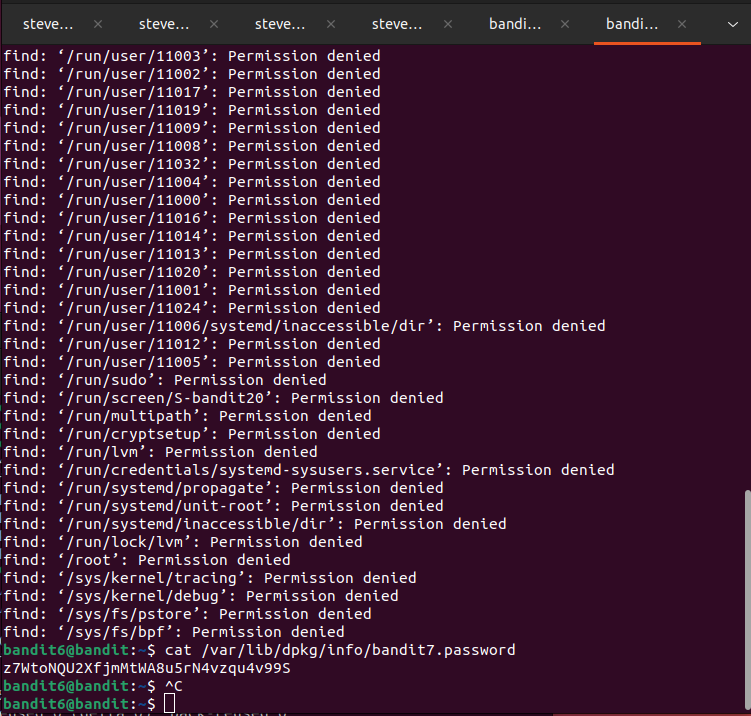 steve...
steve...
steve...
steve...
bandi...
bandi...
find: ‘/run/user/11003’: Permission denied
find: ‘/run/user/11002’: Permission denied
find: ‘/run/user/11017’: Permission denied
find: ‘/run/user/11019’: Permission denied
find: ‘/run/user/11009’: Permission denied
find: ‘/run/user/11008’: Permission denied
find: ‘/run/user/11032’: Permission denied
find: ‘/run/user/11004’: Permission denied
find: ‘/run/user/11000’: Permission denied
find: ‘/run/user/11016’: Permission denied
find: ‘/run/user/11014’: Permission denied
find: ‘/run/user/11013’: Permission denied
find: ‘/run/user/11020’: Permission denied
find: ‘/run/user/11001’: Permission denied
find: ‘/run/user/11024’: Permission denied
find: ‘/run/user/11006/systemd/inaccessible/dir’: Permission denied
find: ‘/run/user/11012’: Permission denied
find: ‘/run/user/11005’: Permission denied
find: ‘/run/sudo’: Permission denied
find: ‘/run/screen/S-bandit20’: Permission denied
find: ‘/run/multipath’: Permission denied
find: ‘/run/cryptsetup’: Permission denied
find: ‘/run/lvm’: Permission denied
find: ‘/run/credentials/systemd-sysusers.service’: Permission denied
find: ‘/run/systemd/propagate’: Permission denied
find: ‘/run/systemd/unit-root’: Permission denied
find: ‘/run/systemd/inaccessible/dir’: Permission denied
find: ‘/run/lock/lvm’: Permission denied
find: ‘/root’: Permission denied
find: ‘/sys/kernel/tracing’: Permission denied
find: ‘/sys/kernel/debug’: Permission denied
find: ‘/sys/fs/pstore’: Permission denied
find: ‘/sys/fs/bpf’: Permission denied
bandit6@bandit:~$ cat /var/lib/dpkg/info/bandit7.password
z7WtoNQU2XfjmMtWA8u5rN4vzqu4v99S
bandit6@bandit:~$ ^C
bandit6@bandit:~$